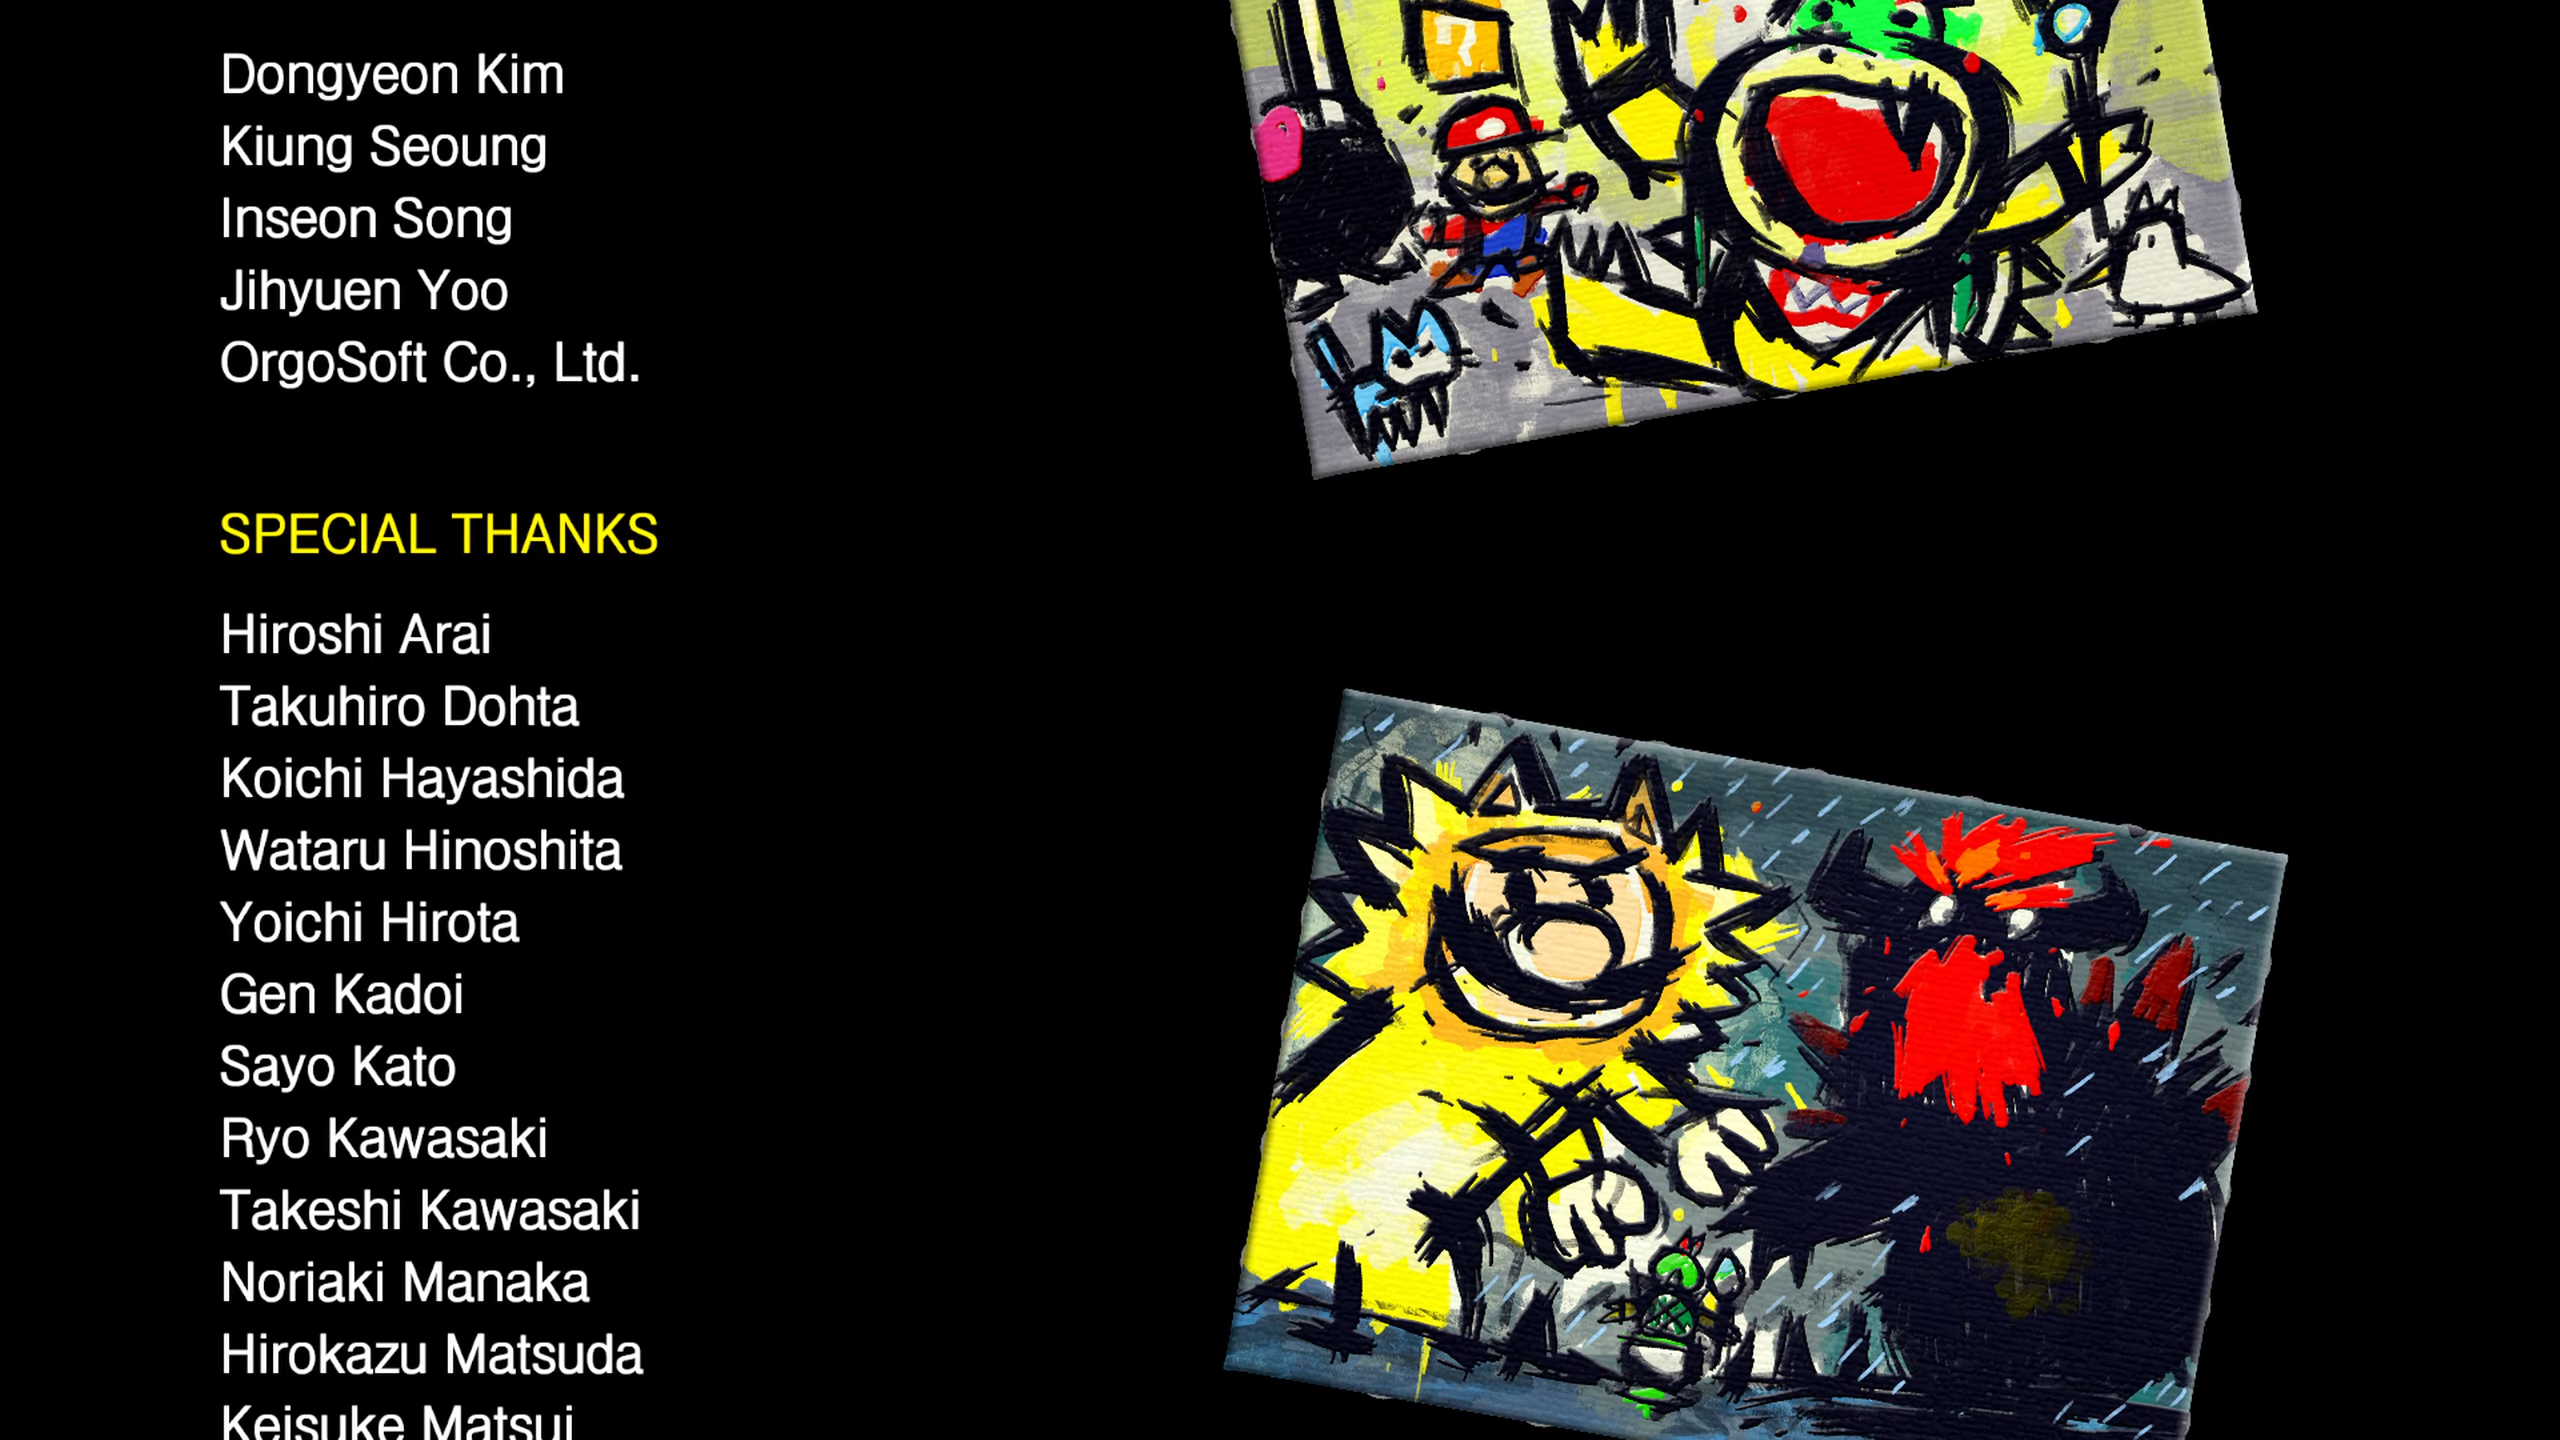 Dongyeon Kim
Kiung Seoung
Inseon Song
Jihyuen Yoo
OrgoSoft Co., Ltd.
SPECIAL THANKS
Hiroshi Arai
Takuhiro Dohta
Koichi Hayashida
Wataru Hinoshita
Yoichi Hirota
Gen Kadoi
Sayo Kato
Ryo Kawasaki
Takeshi Kawasaki
Noriaki Manaka
Hirokazu Matsuda
Keisuke Matsui